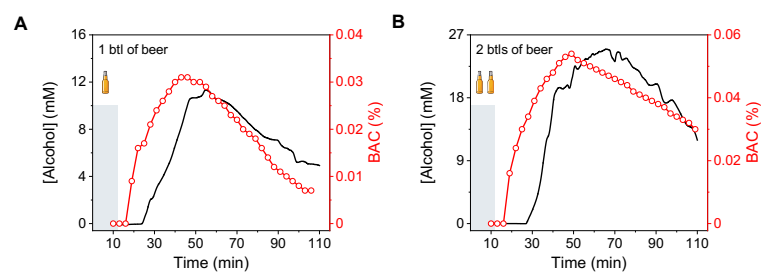 A
1 btl of beer
[Alcohol] (mM)
16
12
8
4
0
BAC (%)
0.04
0.03
0.02
0.01
0
10 30 50 70 90 110
Time (min)
B
2 btls of beer
[Alcohol] (mM)
27
18
9
0
BAC (%)
0.06
0.04
0.02
0
10 30 50 70 90 110
Time (min)